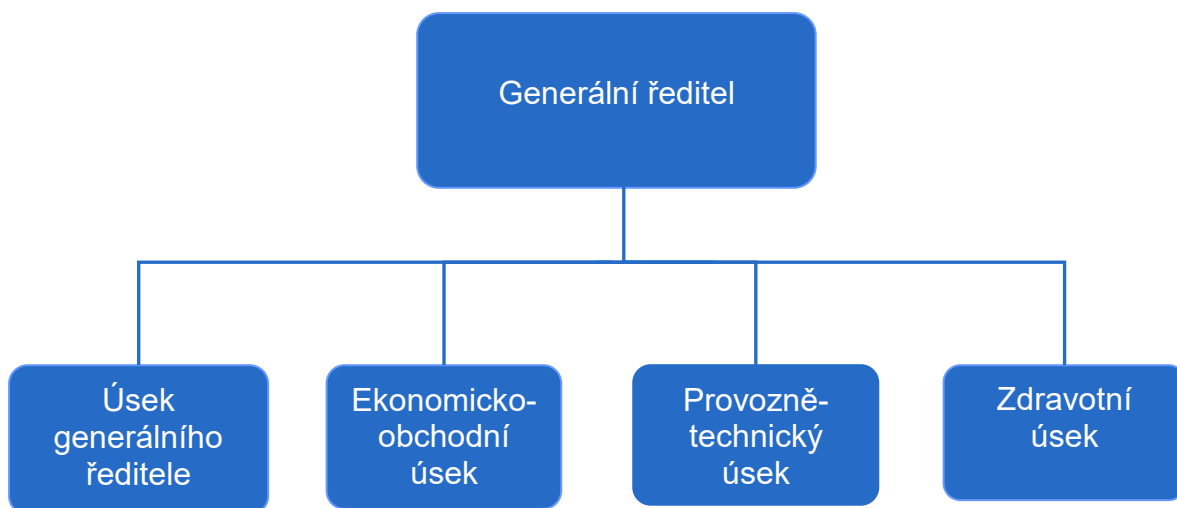 Generální ředitel
Úsek
generálního
ředitele
Ekonomicko-
obchodní
úsek
Provozně-
technický
úsek
Zdravotní
úsek